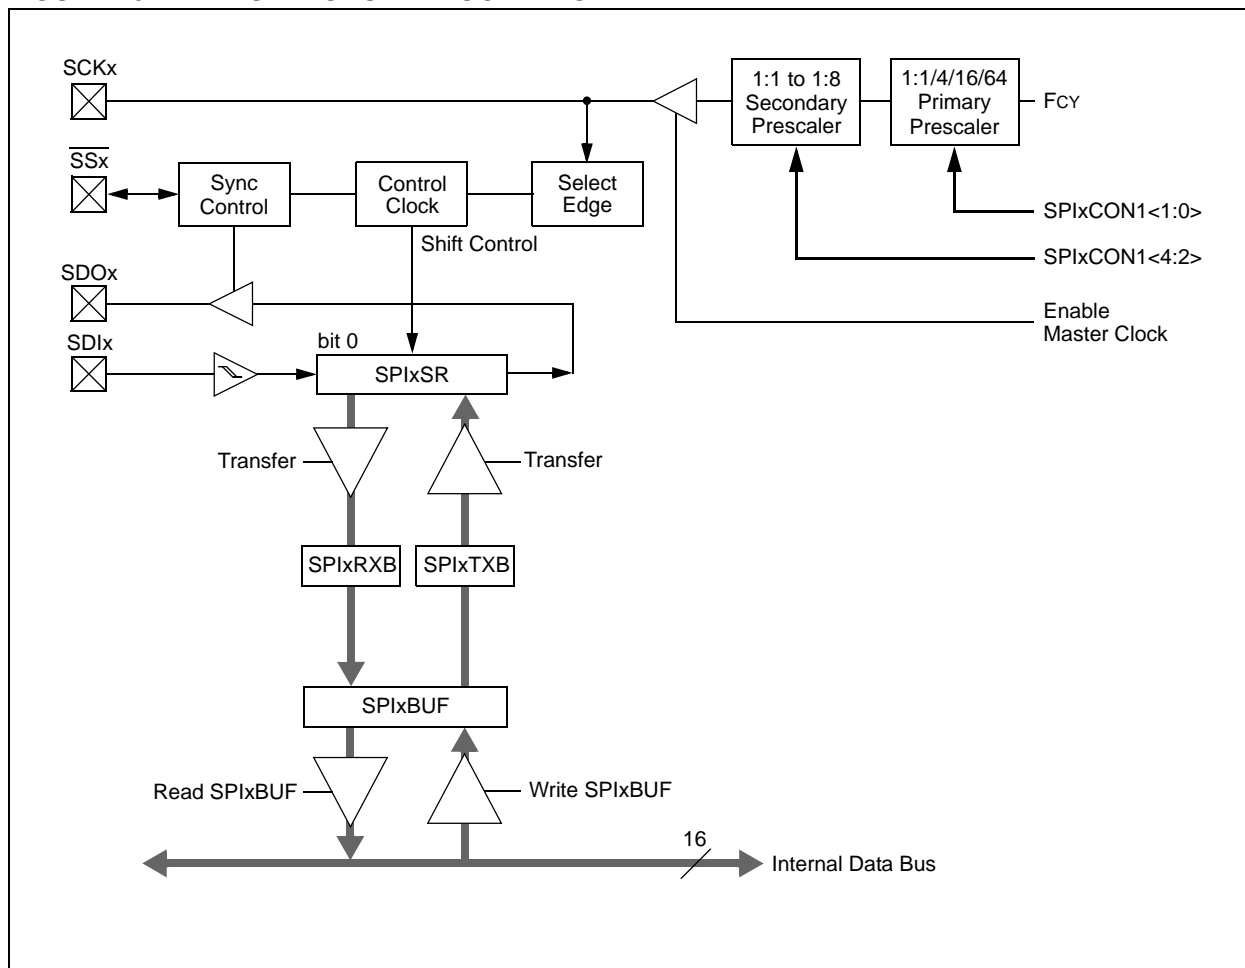 SCKx
1:1 to 1:8
Secondary
Prescaler
1:1/4/16/64
Primary
Prescaler
FCY
SSx
Sync
Control
Control
Clock
Select
Edge
SPIxCON1<1:0>
Shift Control
SPIxCON1<4:2>
SDOx
Enable
Master Clock
SDIx
bit 0
SPIxSR
Transfer
Transfer
SPIxRXB
SPIxTXB
SPIxBUF
Read SPIxBUF
Write SPIxBUF
16
Internal Data Bus